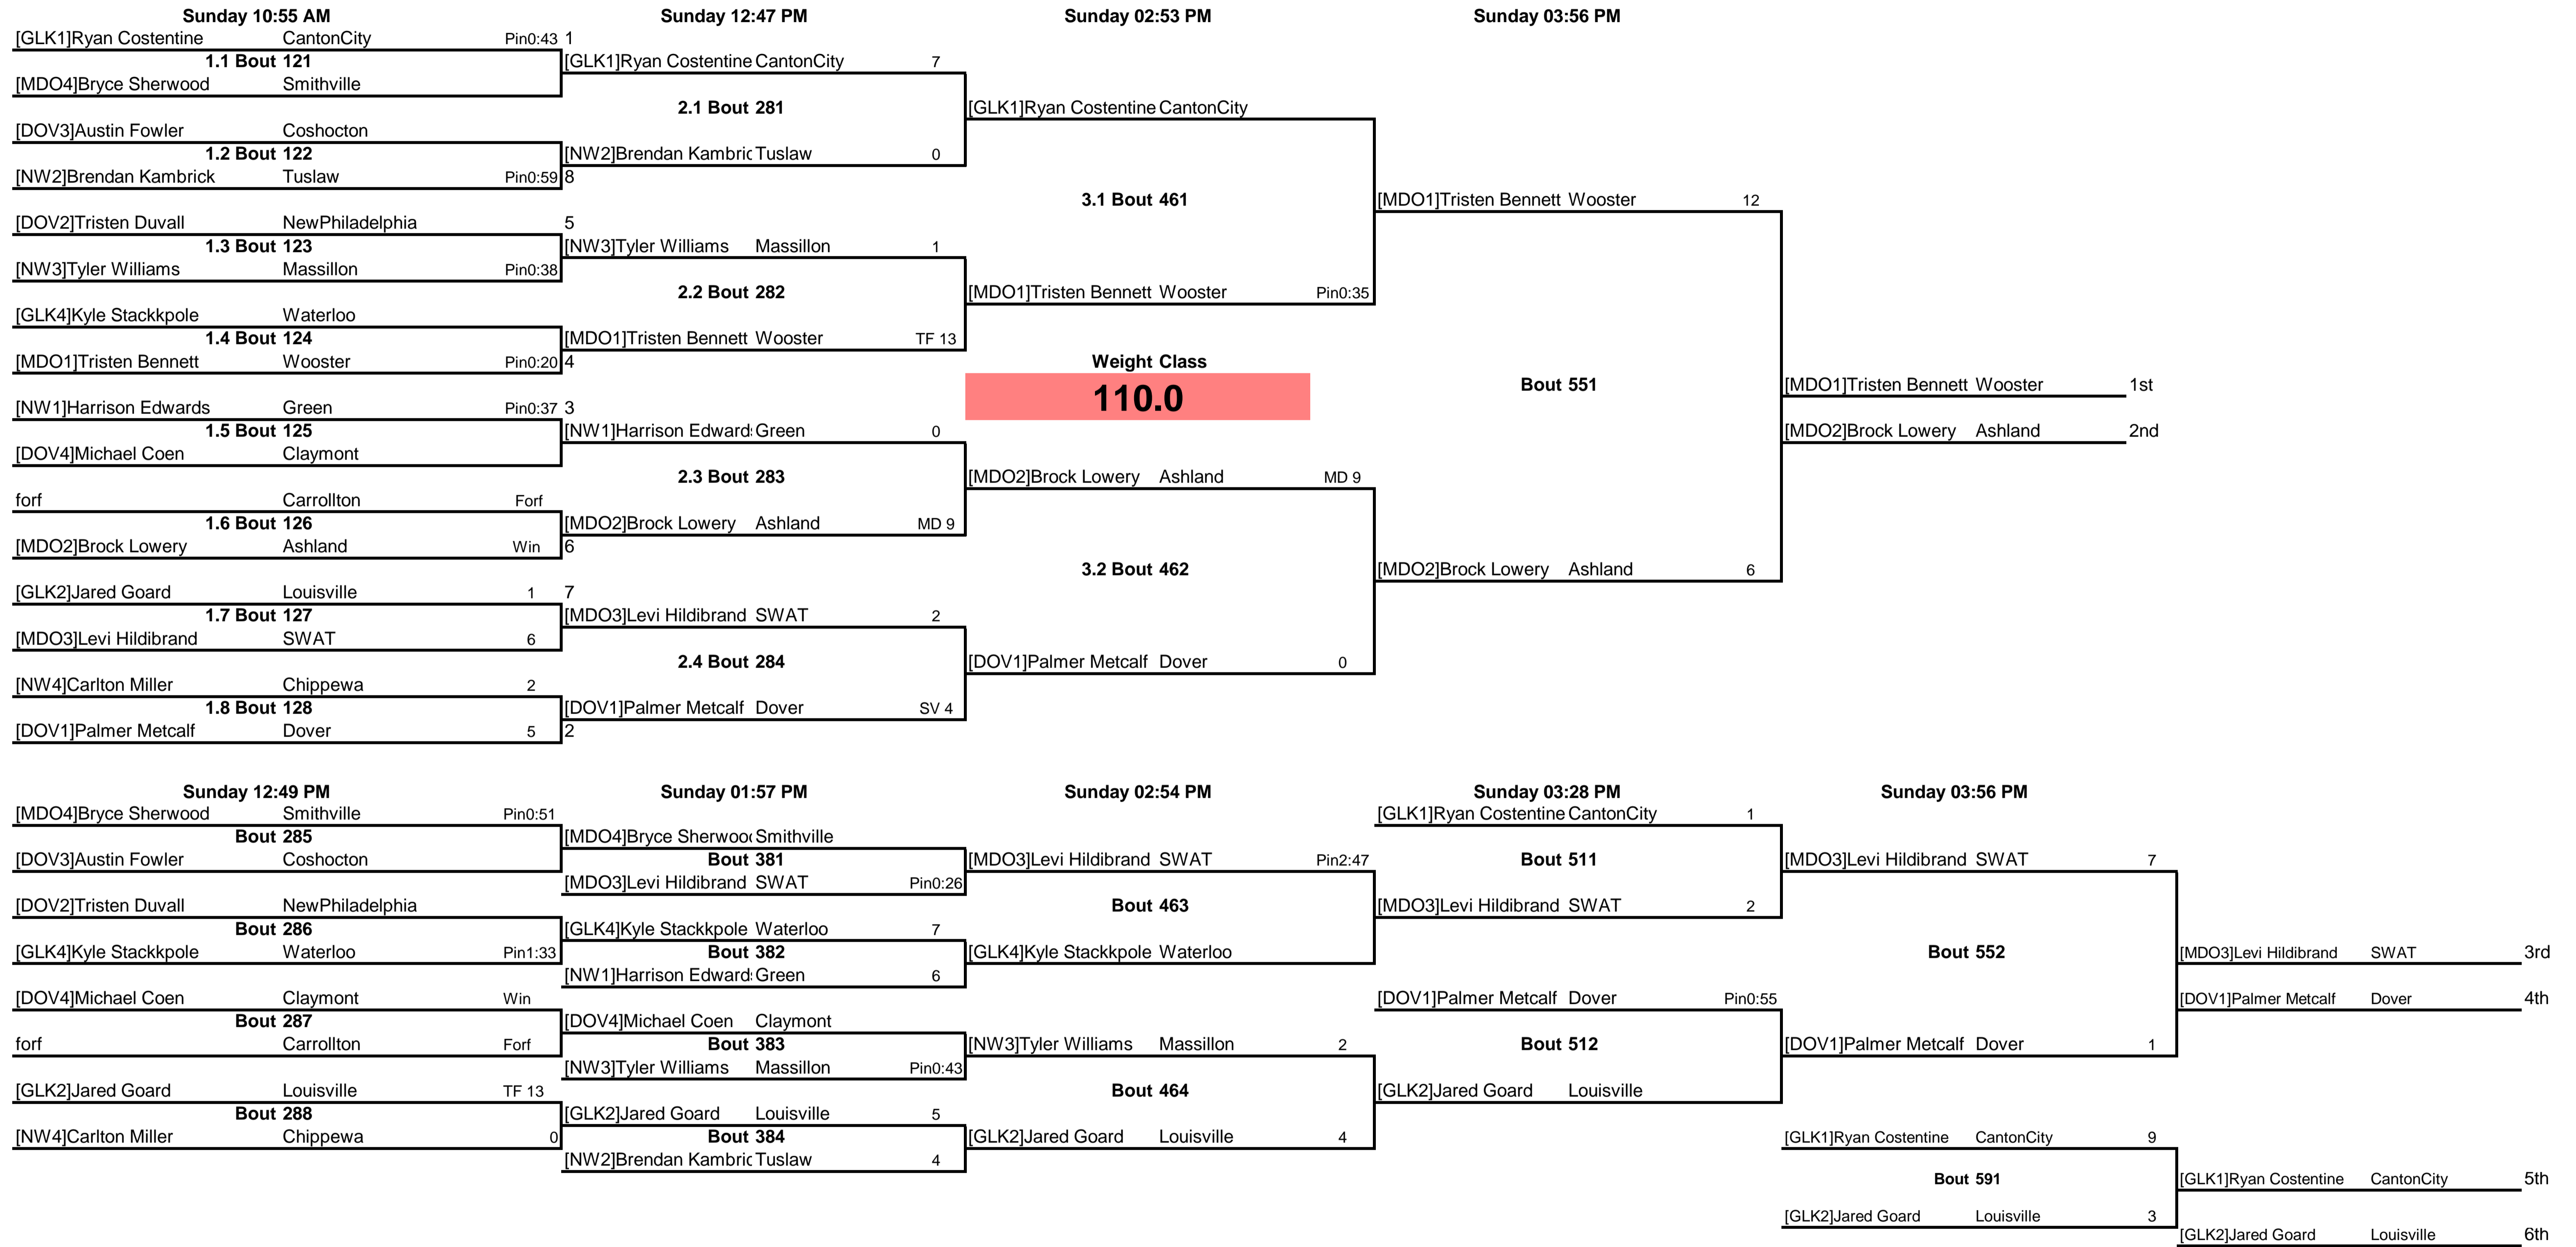 Sunday 10:55 AM Sunday 12:47 PM Sunday 02:53 PM Sunday 03:56 PM
[GLK1]Ryan Costentine CantonCity Pin0:43 1
1.1 Bout 121 [GLK1]Ryan Costentine CantonCity 7
[MDO4]Bryce Sherwood Smithville
2.1 Bout 281 [GLK1]Ryan Costentine CantonCity
[DOV3]Austin Fowler Coshocton
1.2 Bout 122 [NW2]Brendan Kambric Tuslaw 0
[NW2]Brendan Kambrick Tuslaw Pin0:59 8
3.1 Bout 461 [MDO1]Tristen Bennett Wooster 12
[DOV2]Tristen Duvall NewPhiladelphia 5
1.3 Bout 123 [NW3]Tyler Williams Massillon 1
[NW3]Tyler Williams Massillon Pin0:38
2.2 Bout 282 [MDO1]Tristen Bennett Wooster Pin0:35
[GLK4]Kyle Stackkpole Waterloo
1.4 Bout 124 [MDO1]Tristen Bennett Wooster TF 13
[MDO1]Tristen Bennett Wooster Pin0:20 4 Weight Class
Bout 551 [MDO1]Tristen Bennett Wooster 1st
110.0
[NW1]Harrison Edwards Green Pin0:37 3
1.5 Bout 125 [NW1]Harrison Edward Green 0 [MDO2]Brock Lowery Ashland 2nd
[DOV4]Michael Coen Claymont
2.3 Bout 283 [MDO2]Brock Lowery Ashland MD 9
forf Carrollton Forf
1.6 Bout 126 [MDO2]Brock Lowery Ashland MD 9
[MDO2]Brock Lowery Ashland Win 6
3.2 Bout 462 [MDO2]Brock Lowery Ashland 6
[GLK2]Jared Goard Louisville 1 7
1.7 Bout 127 [MDO3]Levi Hildibrand SWAT 2
[MDO3]Levi Hildibrand SWAT 6
2.4 Bout 284 [DOV1]Palmer Metcalf Dover 0
[NW4]Carlton Miller Chippewa 2
1.8 Bout 128 [DOV1]Palmer Metcalf Dover SV 4
[DOV1]Palmer Metcalf Dover 5 2
Sunday 12:49 PM Sunday 01:57 PM Sunday 02:54 PM Sunday 03:28 PM Sunday 03:56 PM
[MDO4]Bryce Sherwood Smithville Pin0:51 [GLK1]Ryan Costentine CantonCity 1
Bout 285 [MDO4]Bryce Sherwooc Smithville
[DOV3]Austin Fowler Coshocton Bout 381 [MDO3]Levi Hildibrand SWAT Pin2:47 Bout 511 [MDO3]Levi Hildibrand SWAT 7
[MDO3]Levi Hildibrand SWAT Pin0:26
[DOV2]Tristen Duvall NewPhiladelphia Bout 463 [MDO3]Levi Hildibrand SWAT 2
Bout 286 [GLK4]Kyle Stackkpole Waterloo 7
[GLK4]Kyle Stackkpole Waterloo Pin1:33 Bout 382 [GLK4]Kyle Stackkpole Waterloo Bout 552 [MDO3]Levi Hildibrand SWAT 3rd
[NW1]Harrison Edward Green 6
[DOV4]Michael Coen Claymont Win [DOV1]Palmer Metcalf Dover Pin0:55 [DOV1]Palmer Metcalf Dover 4th
Bout 287 [DOV4]Michael Coen Claymont
forf Carrollton Forf Bout 383 [NW3]Tyler Williams Massillon 2 Bout 512 [DOV1]Palmer Metcalf Dover 1
[NW3]Tyler Williams Massillon Pin0:43
[GLK2]Jared Goard Louisville TF 13 Bout 464 [GLK2]Jared Goard Louisville
Bout 288 [GLK2]Jared Goard Louisville 5
[NW4]Carlton Miller Chippewa 0 Bout 384 [GLK2]Jared Goard Louisville 4 [GLK1]Ryan Costentine CantonCity 9
[NW2]Brendan Kambric Tuslaw 4
Bout 591 [GLK1]Ryan Costentine CantonCity 5th
[GLK2]Jared Goard Louisville 3
[GLK2]Jared Goard Louisville 6th